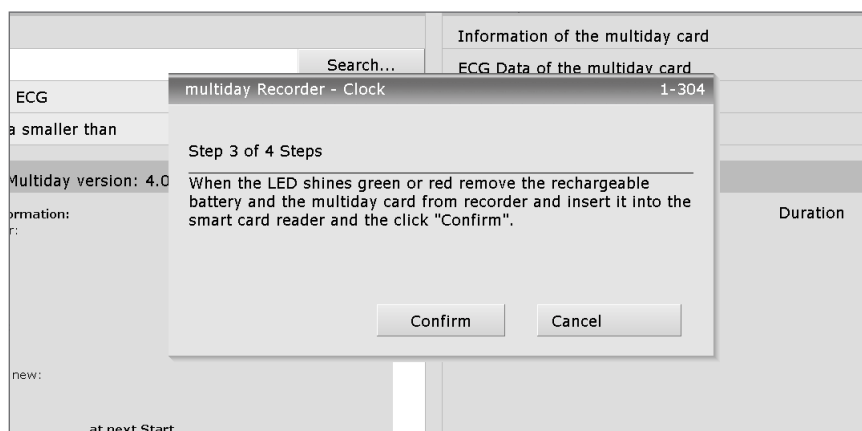 Information of the multiday card
Search...
ECG Data of the multiday card
ECG
multiday Recorder - Clock 1-304
a smaller than
Step 3 of 4 Steps
Multiday version: 4.0
When the LED shines green or red remove the rechargeable
battery and the multiday card from recorder and insert it into the
smart card reader and the click "Confirm".
ormation:
r:
Duration
Confirm Cancel
new:
at next Start